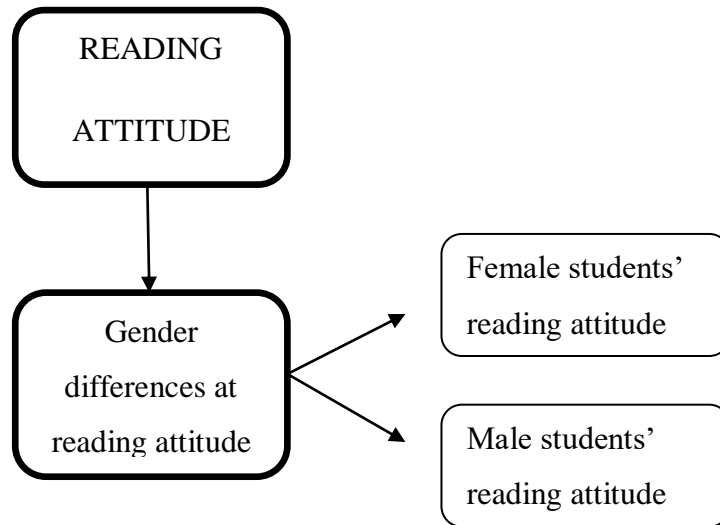 READING
ATTITUDE
Gender
differences at
reading attitude
Female students’
reading attitude
Male students’
reading attitude